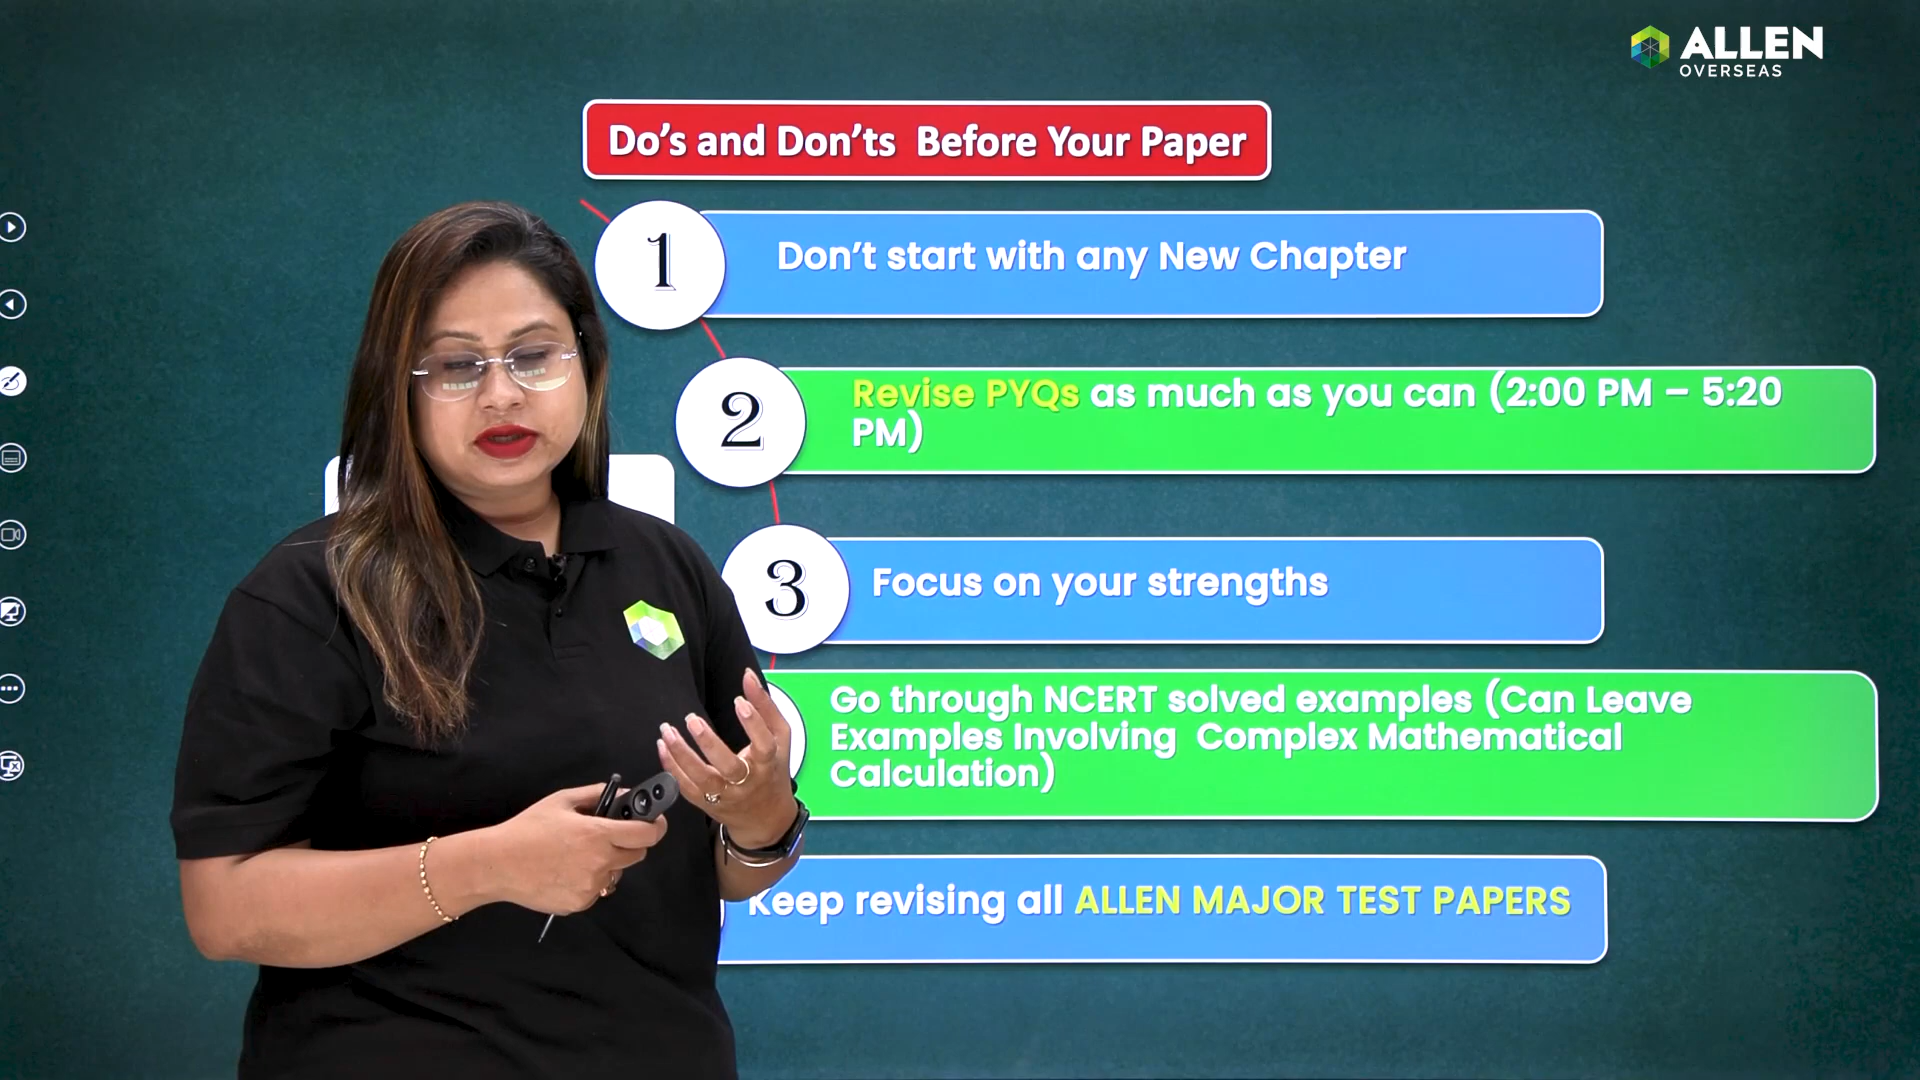 ALLEN
OVERSEAS
Do’s and Don’ts  Before Your Paper
1
Don’t start with any New Chapter
2
Revise PYQs as much as you can (2:00 PM – 5:20
PM)
3
Focus on your strengths
Go through NCERT solved examples (Can Leave
Examples Involving  Complex Mathematical
Calculation)
Keep revising all ALLEN MAJOR TEST PAPERS